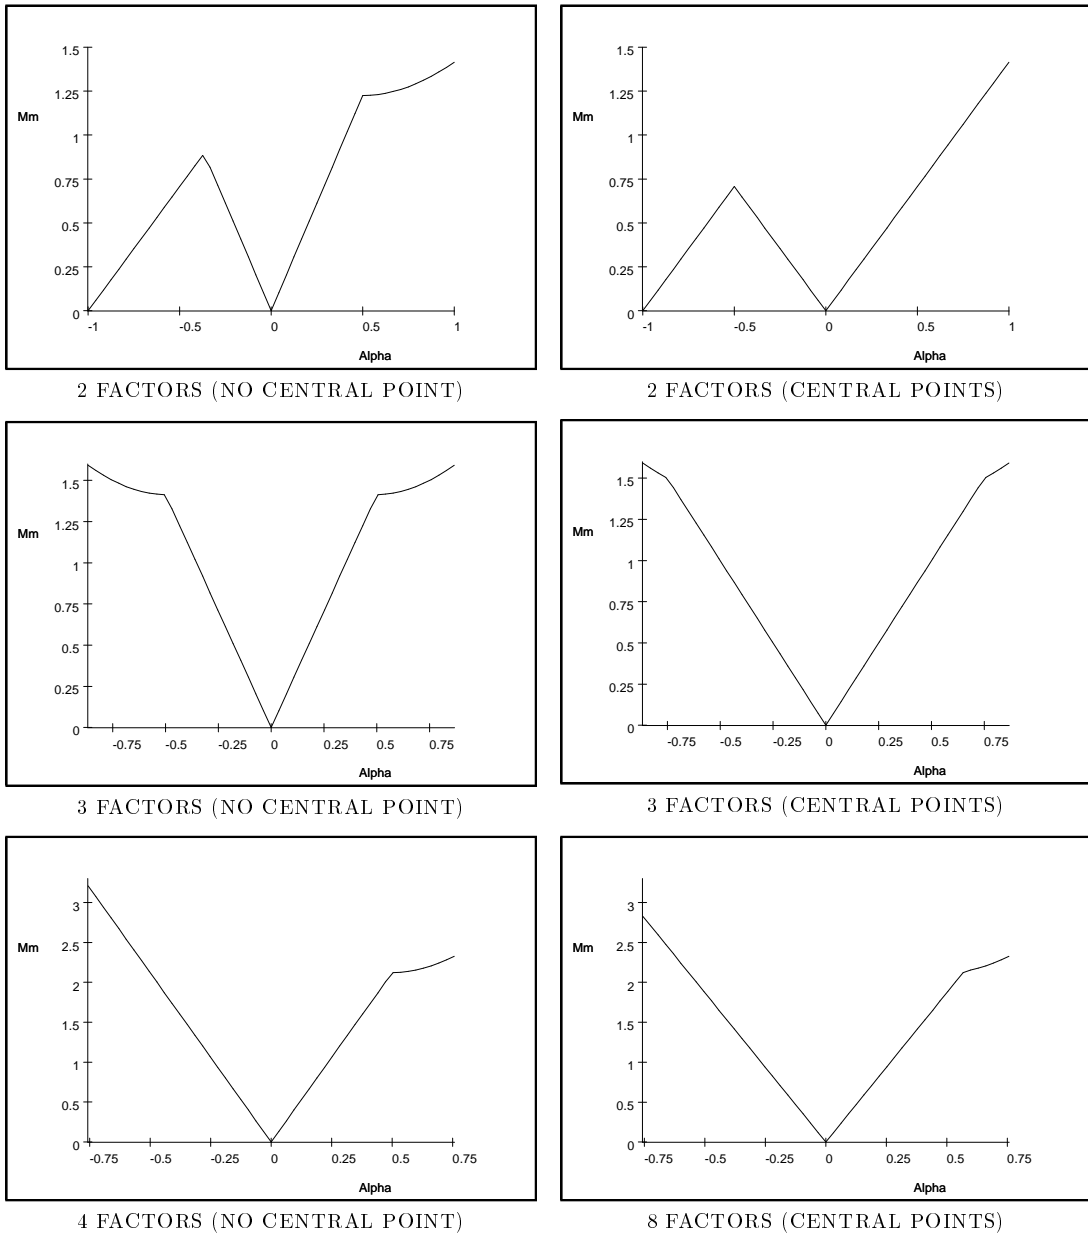 1.5
1.25
Mm
1
0.75
0.5
0.25
0
-1 -0.5 0 0.5 1
Alpha
2 FACTORS (NO CENTRAL POINT)
1.5
1.25
Mm
1
0.75
0.5
0.25
0
-1 -0.5 0 0.5 1
Alpha
2 FACTORS (CENTRAL POINTS)
1.5
Mm
1.25
1
0.75
0.5
0.25
0
-0.75 -0.5 -0.25 0 0.25 0.5 0.75
Alpha
3 FACTORS (NO CENTRAL POINT)
1.5
Mm
1.25
1
0.75
0.5
0.25
0
-0.75 -0.5 -0.25 0 0.25 0.5 0.75
Alpha
3 FACTORS (CENTRAL POINTS)
3
Mm
2.5
2
1.5
1
0.5
0
-0.75 -0.5 -0.25 0 0.25 0.5 0.75
Alpha
4 FACTORS (NO CENTRAL POINT)
3
Mm
2.5
2
1.5
1
0.5
0
-0.75 -0.5 -0.25 0 0.25 0.5 0.75
Alpha
8 FACTORS (CENTRAL POINTS)